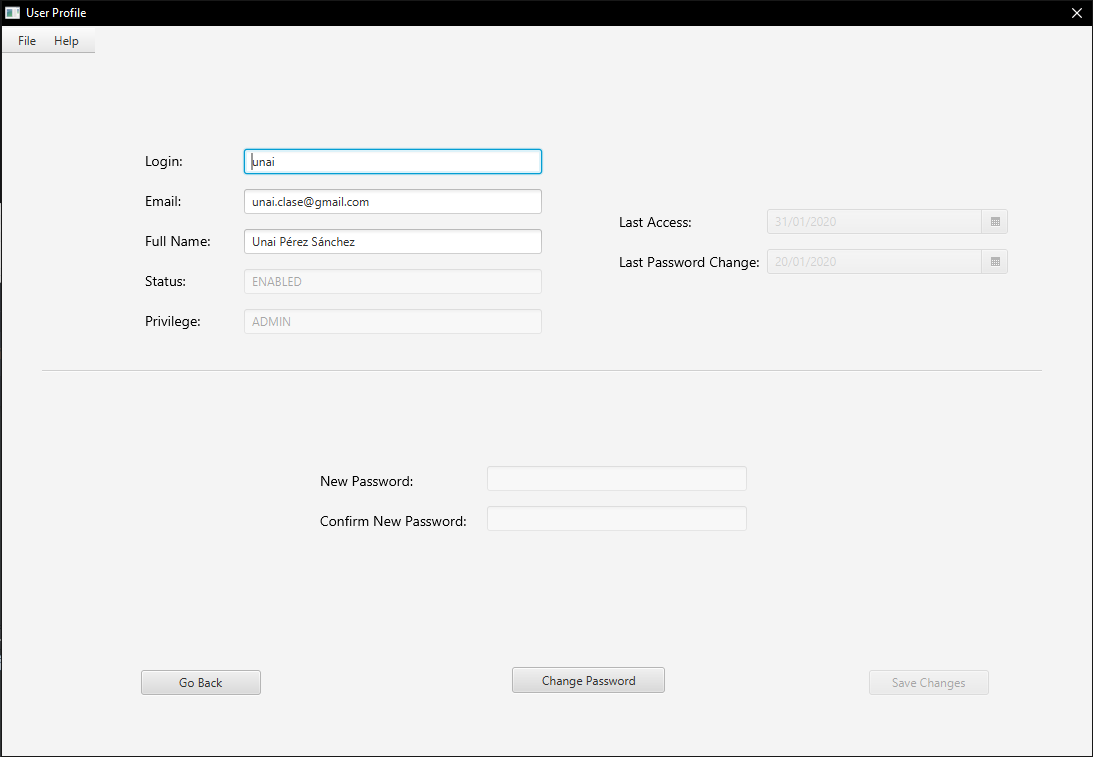 User Profile
File Help
Login: unai
Email: unai.clase@gmail.com
Full Name: Unai Pérez Sánchez
Status: ENABLED
Privilege: ADMIN
Last Access: 31/01/2020
Last Password Change: 20/01/2020
New Password:
Confirm New Password:
Go Back
Change Password
Save Changes